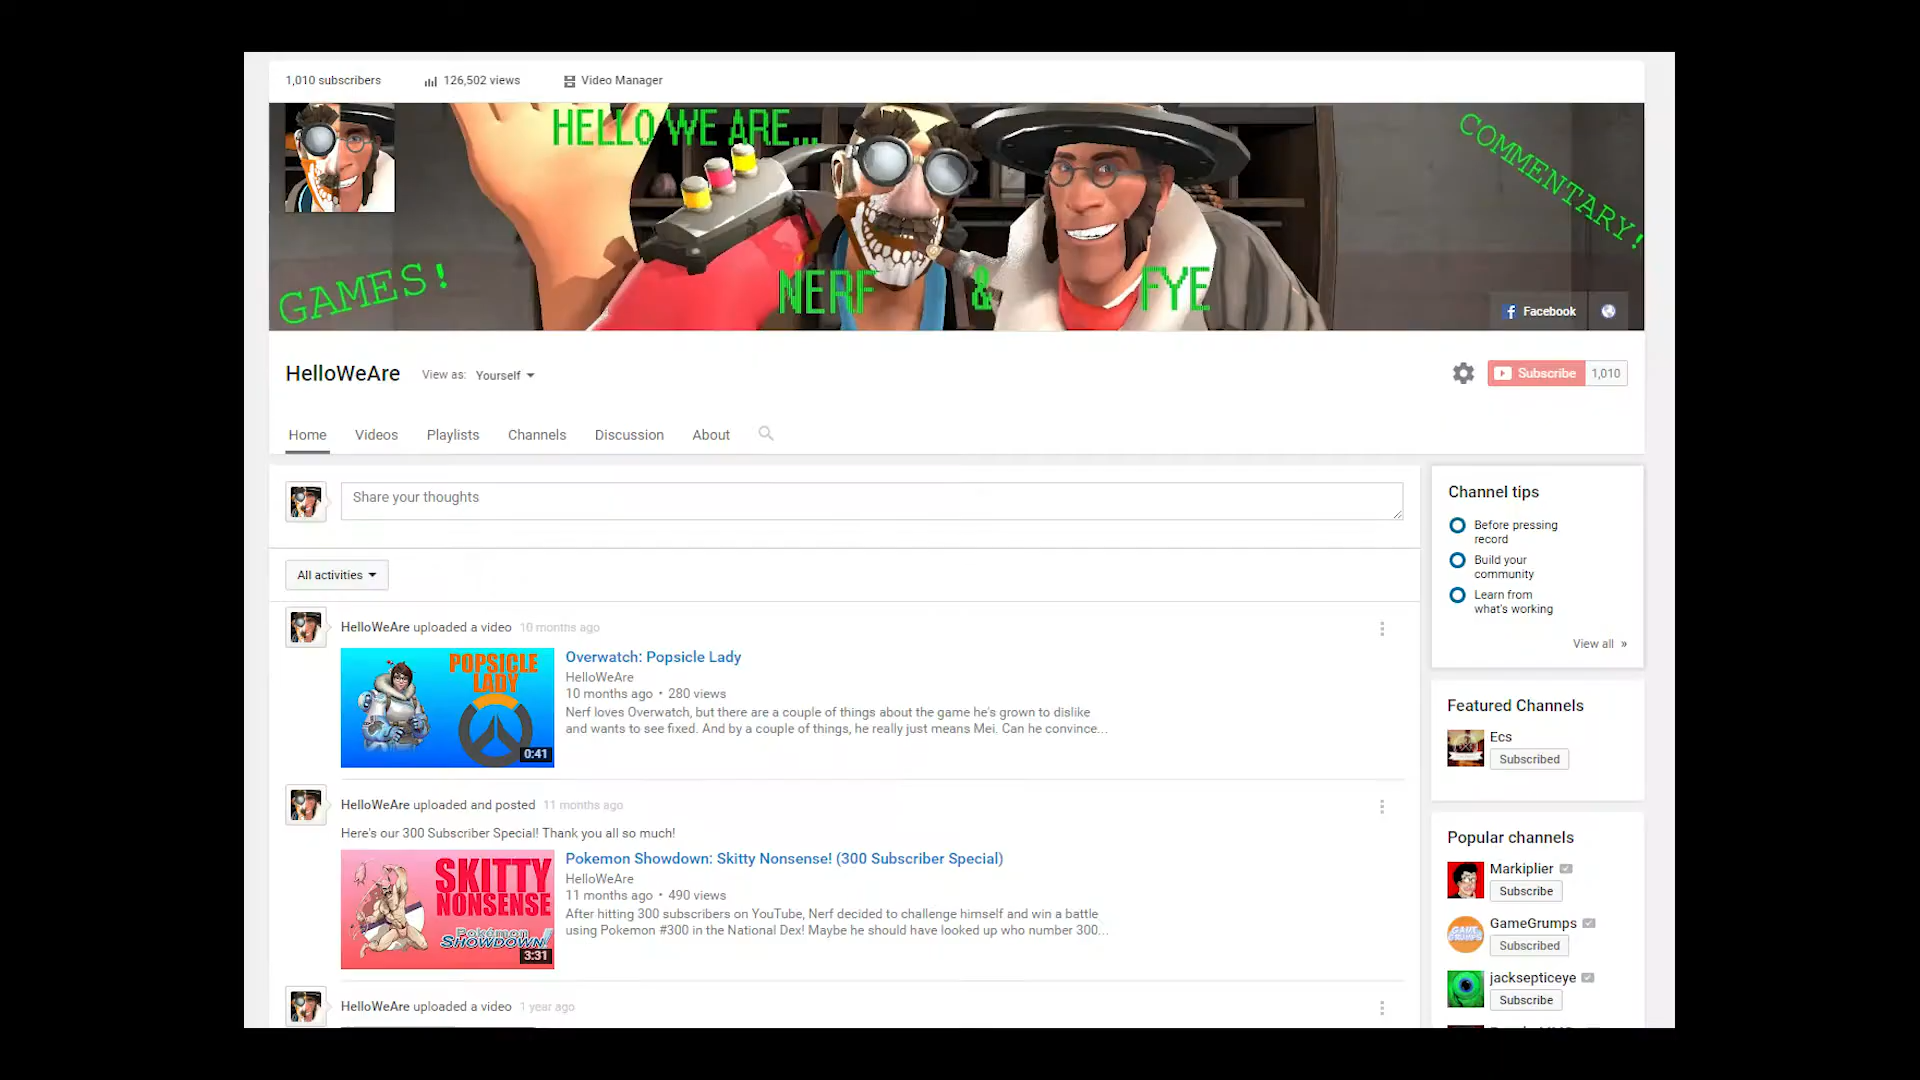 1,010 subscribers
126,502 views
Video Manager
HELLO WE ARE...
COMMENTARY!
GAMES!
NERF & FYE
Facebook
HelloWeAre
View as: Yourself
Subscribe 1,010
Home
Videos
Playlists
Channels
Discussion
About
Share your thoughts
All activities
HelloWeAre uploaded a video 10 months ago
POPSICLE
LADY
0:41
Overwatch: Popsicle Lady
HelloWeAre
10 months ago • 280 views
Nerf loves Overwatch, but there are a couple of things about the game he's grown to dislike
and wants to see fixed. And by a couple of things, he really just means Mei. Can he convince...
HelloWeAre uploaded and posted 11 months ago
Here's our 300 Subscriber Special! Thank you all so much!
SKITTY
NONSENSE
Pokémon
SHOWDOWN!
3:31
Pokemon Showdown: Skitty Nonsense! (300 Subscriber Special)
HelloWeAre
11 months ago • 490 views
After hitting 300 subscribers on YouTube, Nerf decided to challenge himself and win a battle
using Pokemon #300 in the National Dex! Maybe he should have looked up who number 300...
HelloWeAre uploaded a video 1 year ago
Channel tips
Before pressing
record
Build your
community
Learn from
what's working
View all »
Featured Channels
Ecs
Subscribed
Popular channels
Markiplier
Subscribe
GameGrumps
Subscribed
jacksepticeye
Subscribe